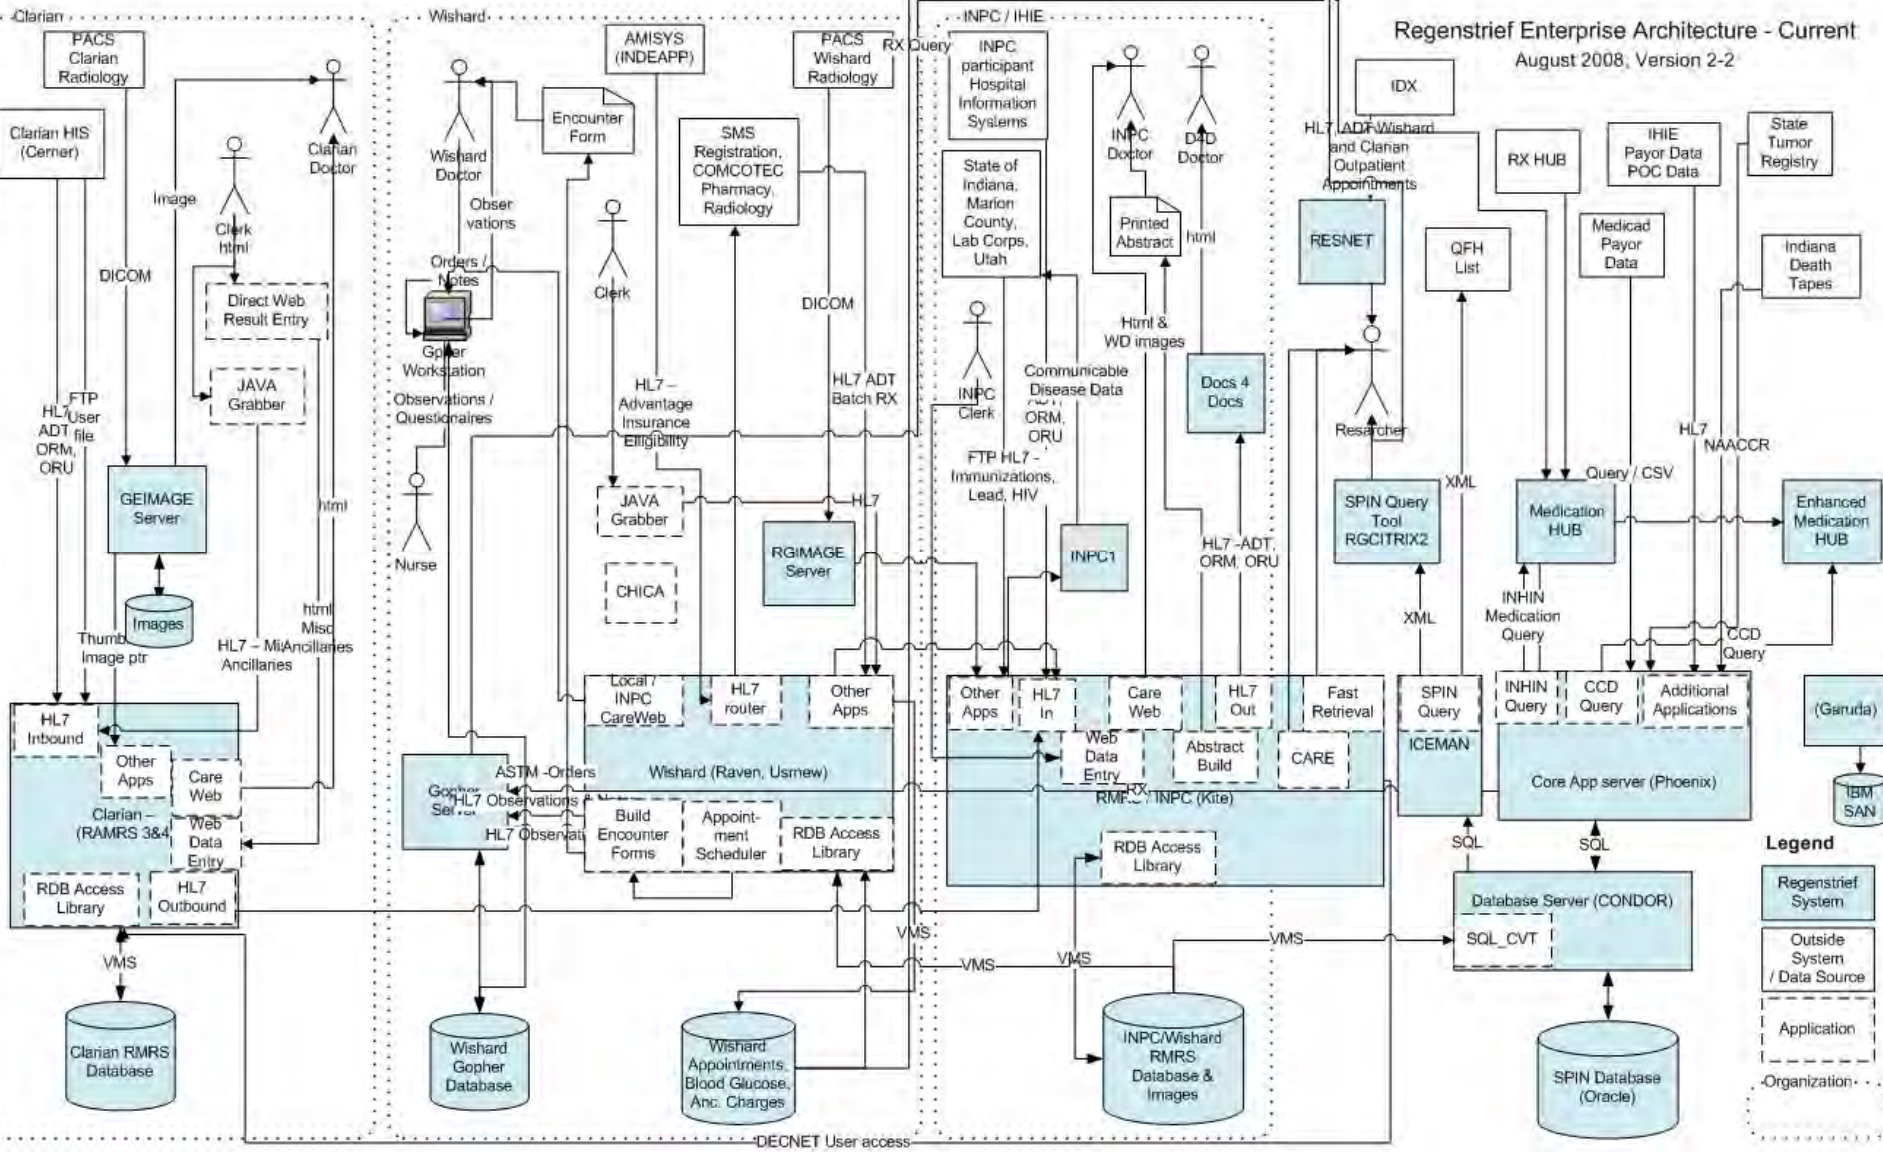 Clarian
Wishard
INPC / IHIE
Regenstrief Enterprise Architecture - Current
August 2008, Version 2-2
PACS
Clarian
Radiology
Clarian HIS
(Cerner)
Clarian
Doctor
Image
Clerk
html
DICOM
Direct Web
Result Entry
JAVA
Grabber
HL7
ADT
ORM,
ORU
FTP
User
file
GEIMAGE
Server
Images
html
html
Misc
Ancillaries
Thumb
Image ptr
HL7 – Mi
Ancillaries
HL7
Inbound
Other
Apps
Care
Web
Clarian –
(RAMRS 3&4
Web
Data
Entry
RDB Access
Library
HL7
Outbound
VMS
Clarian RMRS
Database
AMISYS
(INDEAPP)
PACS
Wishard
Radiology
RX Query
Encounter
Form
Wishard
Doctor
Obser
vations
SMS
Registration,
COMCOTEC
Pharmacy,
Radiology
Orders /
Notes
Clerk
DICOM
Gopher
Workstation
Observations /
Questionaires
HL7 –
Advantage
Insurance
Elligibility
HL7 ADT
Batch RX
Nurse
JAVA
Grabber
HL7
CHICA
RGIMAGE
Server
Local /
INPC
CareWeb
HL7
router
Other
Apps
Wishard (Raven, Usrnew)
ASTM -Orders
Gopher
Server
HL7 Observations
HL7 Observati
Build
Encounter
Forms
Appoint-
ment
Scheduler
RDB Access
Library
VMS
Wishard
Gopher
Database
Wishard
Appointments,
Blood Glucose,
Anc. Charges
DECNET User access
INPC
participant
Hospital
Information
Systems
State of
Indiana,
Marion
County,
Lab Corps,
Utah
INPC
Doctor
D4D
Doctor
Printed
Abstract
html
Html &
WD images
INPC
Clerk
Communicable
Disease Data
ADT,
ORM,
ORU
FTP HL7 -
Immunizations,
Lead, HIV
Docs 4
Docs
INPC1
HL7 -ADT,
ORM, ORU
Other
Apps
HL7
In
Care
Web
HL7
Out
Fast
Retrieval
Web
Data
Entry
Abstract
Build
CARE
RX
RMRS / INPC (Kite)
RDB Access
Library
VMS
VMS
VMS
INPC/Wishard
RMRS
Database &
Images
IDX
HL7, ADT Wishard
and Clarian
Outpatient
Appointments
RESNET
Resarcher
RX HUB
QFH
List
IHIE
Payor Data
POC Data
State
Tumor
Registry
Medicad
Payor
Data
Indiana
Death
Tapes
HL7
NAACCR
Query / CSV
XML
SPIN Query
Tool
RGCITRIX2
Medication
HUB
Enhanced
Medication
HUB
XML
INHIN
Medication
Query
CCD
Query
SPIN
Query
ICEMAN
INHIN
Query
CCD
Query
Additional
Applications
Core App server (Phoenix)
(Garuda)
IBM
SAN
SQL
SQL
Database Server (CONDOR)
SQL_CVT
SPIN Database
(Oracle)
Legend
Regenstrief
System
Outside
System
/ Data Source
Application
Organization